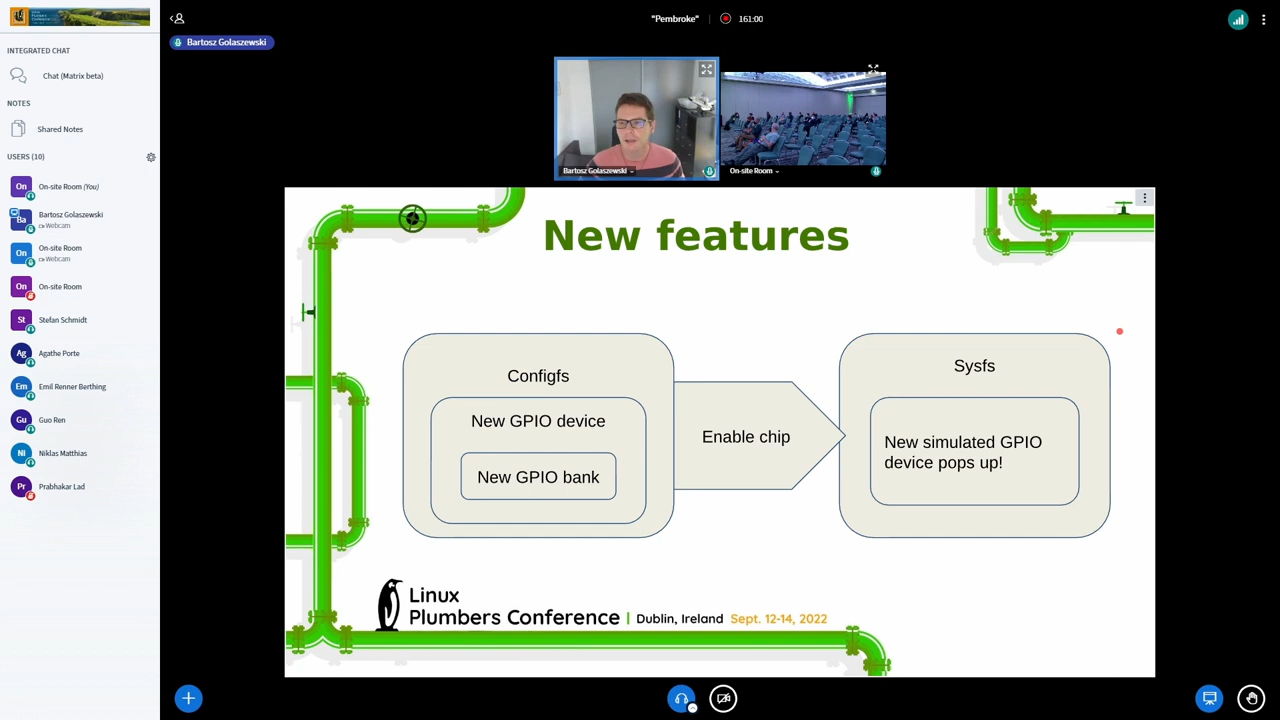 "Pembroke"
161:00
INTEGRATED CHAT
Chat (Matrix beta)
NOTES
Shared Notes
USERS (10)
On
On-site Room (You)
Ba
Bartosz Golaszewski
Webcam
On
On-site Room
Webcam
On
On-site Room
St
Stefan Schmidt
Ag
Agathe Porte
Em
Emil Renner Berthing
Gu
Guo Ren
Ni
Niklas Matthias
Pr
Prabhakar Lad
Bartosz Golaszewski
Bartosz Golaszewski
On-site Room
New features
Configfs
New GPIO device
New GPIO bank
Enable chip
Sysfs
New simulated GPIO
device pops up!
Linux
Plumbers Conference | Dublin, Ireland Sept. 12-14, 2022